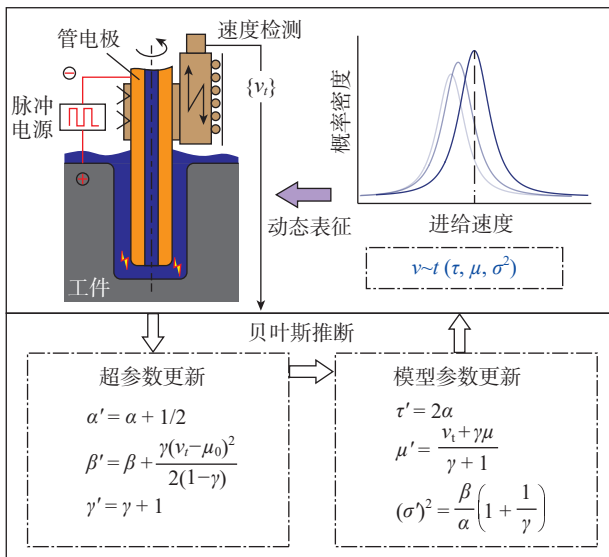 速度检测
管电极
{vₜ}
⊖
脉冲
电源
⊕
工件
概率密度
进给速度
动态表征
v~t (τ, μ, σ²)
贝叶斯推断
超参数更新
α′ = α + 1/2
β′ = β + γ(vₜ−μ₀)² / 2(1−γ)
γ′ = γ + 1
模型参数更新
τ′ = 2α
μ′ = (vₜ + γμ) / (γ + 1)
(σ′)² = β/α (1 + 1/γ)